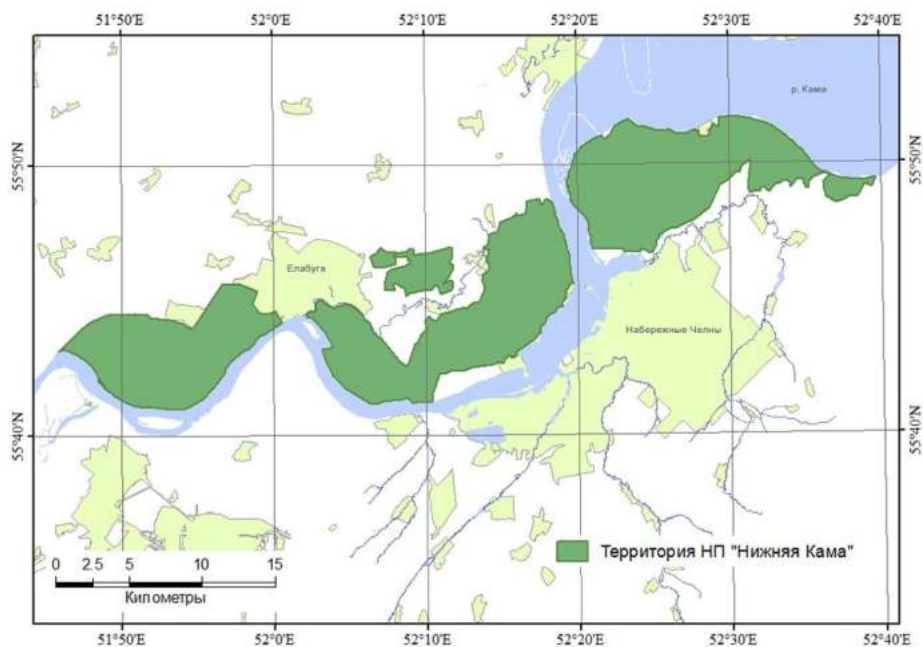 51°50'E 52°0'E 52°10'E 52°20'E 52°30'E 52°40'E
р. Кама
55°50'N 55°50'N
Елабуга
Набережные Челны
55°40'N 55°40'N
Территория НП "Нижняя Кама"
0 2.5 5 10 15
Километры
51°50'E 52°0'E 52°10'E 52°20'E 52°30'E 52°40'E